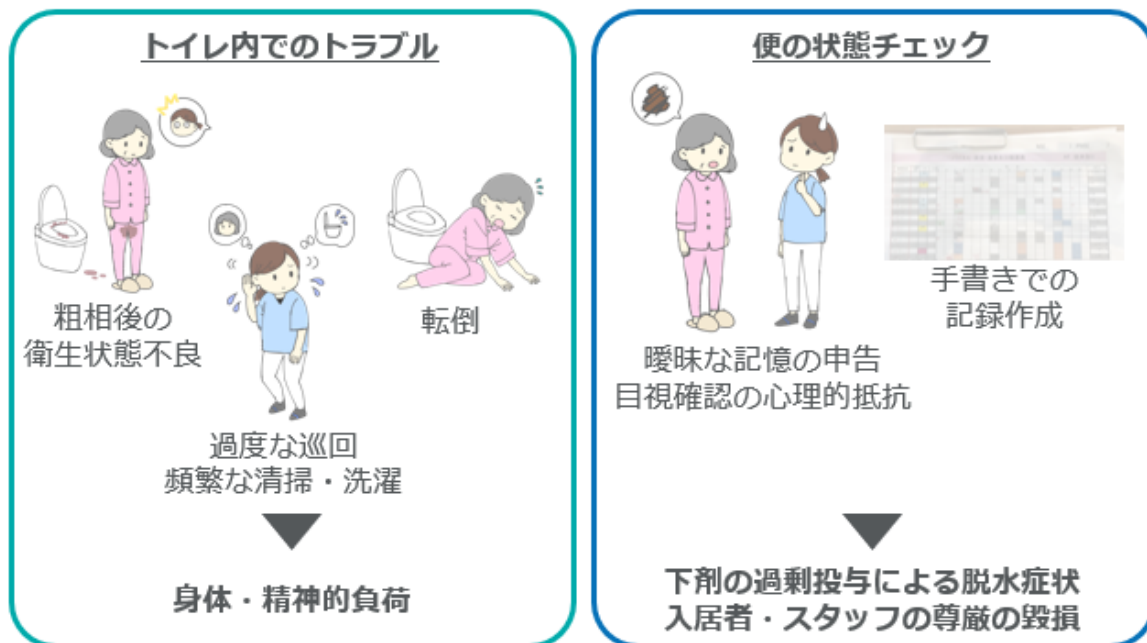 トイレ内でのトラブル
粗相後の
衛生状態不良
転倒
過度な巡回
頻繁な清掃・洗濯
身体・精神的負荷
便の状態チェック
手書きでの
記録作成
曖昧な記憶の申告
目視確認の心理的抵抗
下剤の過剰投与による脱水症状
入居者・スタッフの尊厳の毀損